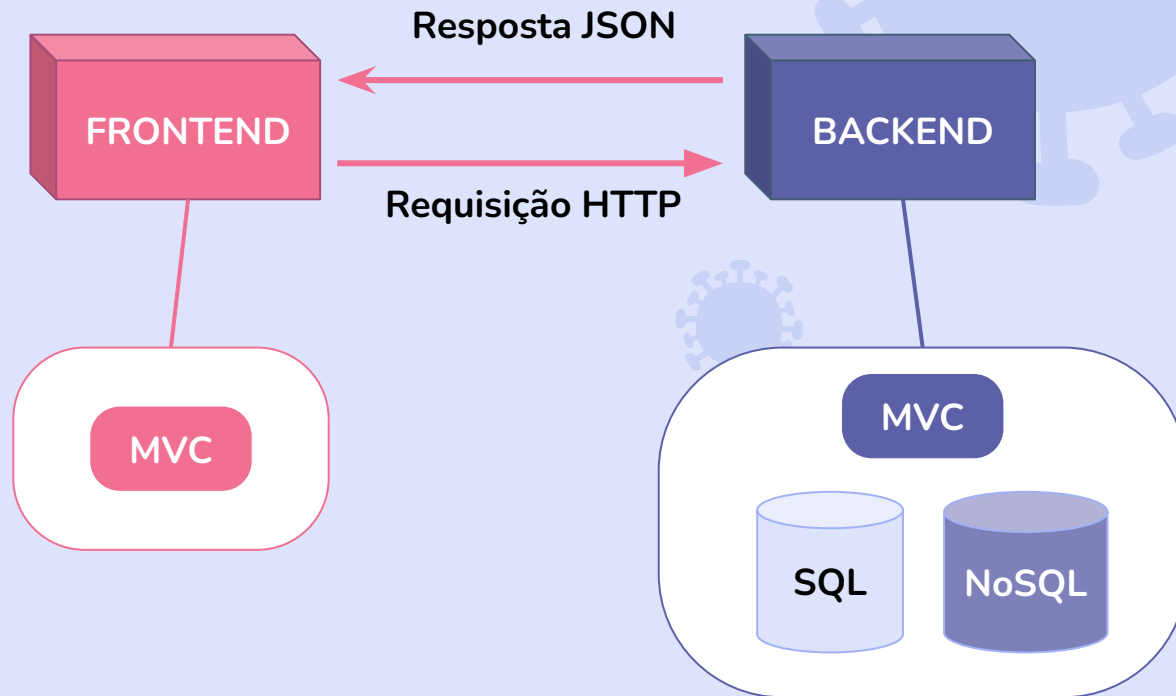 Resposta JSON
FRONTEND
BACKEND
Requisição HTTP
MVC
MVC
SQL
NoSQL